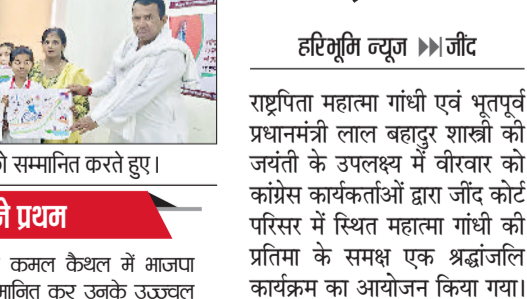 को सम्मानित करते हुए।
प्रथम
कमल कैथल में भाजपा
कर उनके उज्ज्वल
हरिभूमि न्यूज ▶▶| जींद
राष्ट्रपिता महात्मा गांधी एवं भूतपूर्व
प्रधानमंत्री लाल बहादुर शास्त्री की
जयंती के उपलक्ष्य में वीरवार को
कांग्रेस कार्यकर्ताओं द्वारा जींद कोर्ट
परिसर में स्थित महात्मा गांधी की
प्रतिमा के समक्ष एक श्रद्धांजलि
कार्यक्रम का आयोजन किया गया।